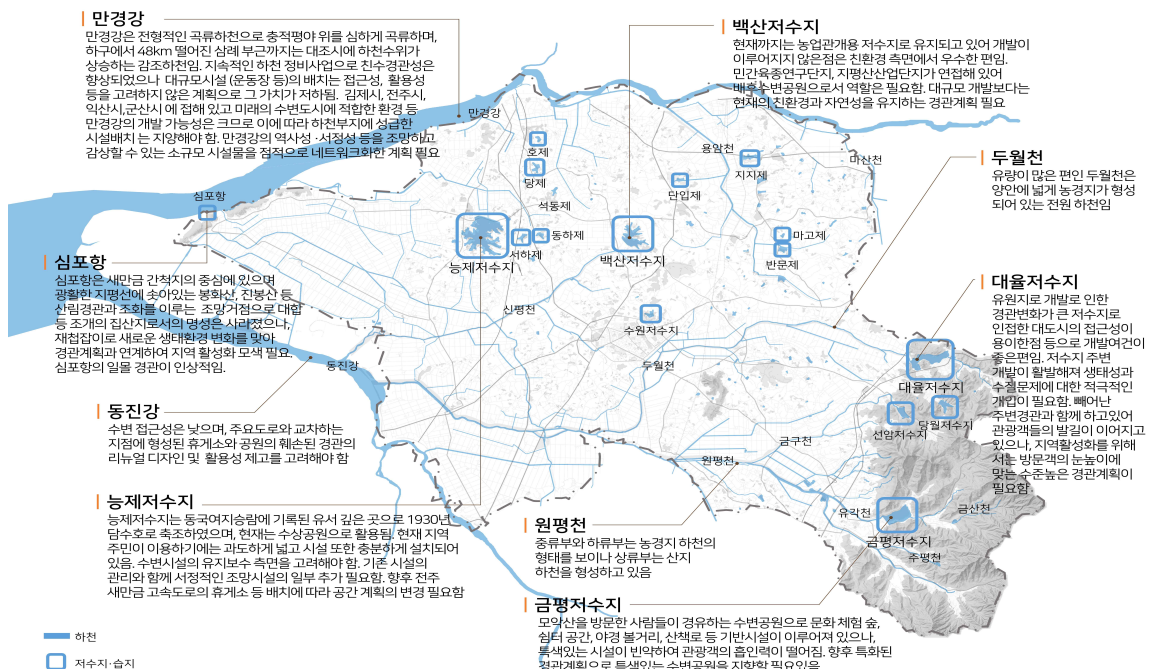 만경강
만경강은 전형적인 곡류하천으로 충적평야 위를 심하게 곡류하며,
하구에서 48km 떨어진 삼례 부근까지는 대조시에 하천수위가
상승하는 감조하천임. 지속적인 하천 정비사업으로 친수경관성은
향상되었으나 대규모시설 (운동장 등)의 배치는 접근성, 활용성
등을 고려하지 않은 계획으로 그 가치가 저하됨. 김제시, 전주시,
익산시,군산시 에 접해 있고 미래의 수변도시에 적합한 환경 등
만경강의 개발 가능성은 크므로 이에 따라 하천부지에 성급한
시설배치 는 지양해야 함. 만경강의 역사성 ·서정성 등을 조망하고
감상할 수 있는 소규모 시설물을 점적으로 네트워크화한 계획 필요
백산저수지
현재까지는 농업관개용 저수지로 유지되고 있어 개발이
이루어지지 않은점은 친환경 측면에서 우수한 편임.
민간육종연구단지, 지평선산업단지가 연접해 있어
배후수변공원으로서 역할은 필요함. 대규모 개발보다는
현재의 친환경과 자연성을 유지하는 경관계획 필요
두월천
유량이 많은 편인 두월천은
양안에 넓게 농경지가 형성
되어 있는 전원 하천임
심포항
심포항은 새만금 간척지의 중심에 있으며
광활한 지평선에 솟아있는 봉화산, 진봉산 등
산림경관과 조화를 이루는 조망거점으로 대합
등 조개의 집산지로서의 명성은 사라졌으나,
재첩잡이로 새로운 생태환경 변화를 맞아
경관계획과 연계하여 지역 활성화 모색 필요.
심포항의 일몰 경관이 인상적임.
대율저수지
유원지로 개발로 인한
경관변화가 큰 저수지로
인접한 대도시의 접근성이
용이한점 등으로 개발여건이
좋은편임. 저수지 주변
개발이 활발해져 생태성과
수질문제에 대한 적극적인
개입이 필요함. 빼어난
주변경관과 함께 하고있어
관광객들의 발길이 이어지고
있으나, 지역활성화를 위해
서는 방문객의 눈높이에
맞는 수준높은 경관계획이
필요함
동진강
수변 접근성은 낮으며, 주요도로와 교차하는
지점에 형성된 휴게소와 공원의 훼손된 경관의
리뉴얼 디자인 및 활용성 제고를 고려해야 함
능제저수지
능제저수지는 동국여지승람에 기록된 유서 깊은 곳으로 1930년
담수호로 축조하였으며, 현재는 수상공원으로 활용됨. 현재 지역
주민이 이용하기에는 과도하게 넓고 시설 또한 충분하게 설치되어
있음. 수변시설의 유지보수 측면을 고려해야 함. 기존 시설의
관리와 함께 서정적인 조망시설의 일부 추가 필요함. 향후 전주
새만금 고속도로의 휴게소 등 배치에 따라 공간 계획의 변경 필요함
원평천
중류부와 하류부는 농경지 하천의
형태를 보이나 상류부는 산지
하천을 형성하고 있음
금평저수지
모악산을 방문한 사람들이 경유하는 수변공원으로 문화 체험 숲,
쉼터 공간, 야경 볼거리, 산책로 등 기반시설이 이루어져 있으나,
특색있는 시설이 빈약하여 관광객의 흡인력이 떨어짐. 향후 특화된
경관계획으로 특색있는 수변공원을 지향할 필요있음
만경강
호제
당제
석동제
용암천
지지제
마산천
단입제
심포항
능제저수지
서하제
동하제
백산저수지
마고제
반문제
신평천
수원저수지
두월천
동진강
대율저수지
선암저수지
당월저수지
금구천
원평천
유각천
금산천
금평저수지
주평천
하천
저수지·습지